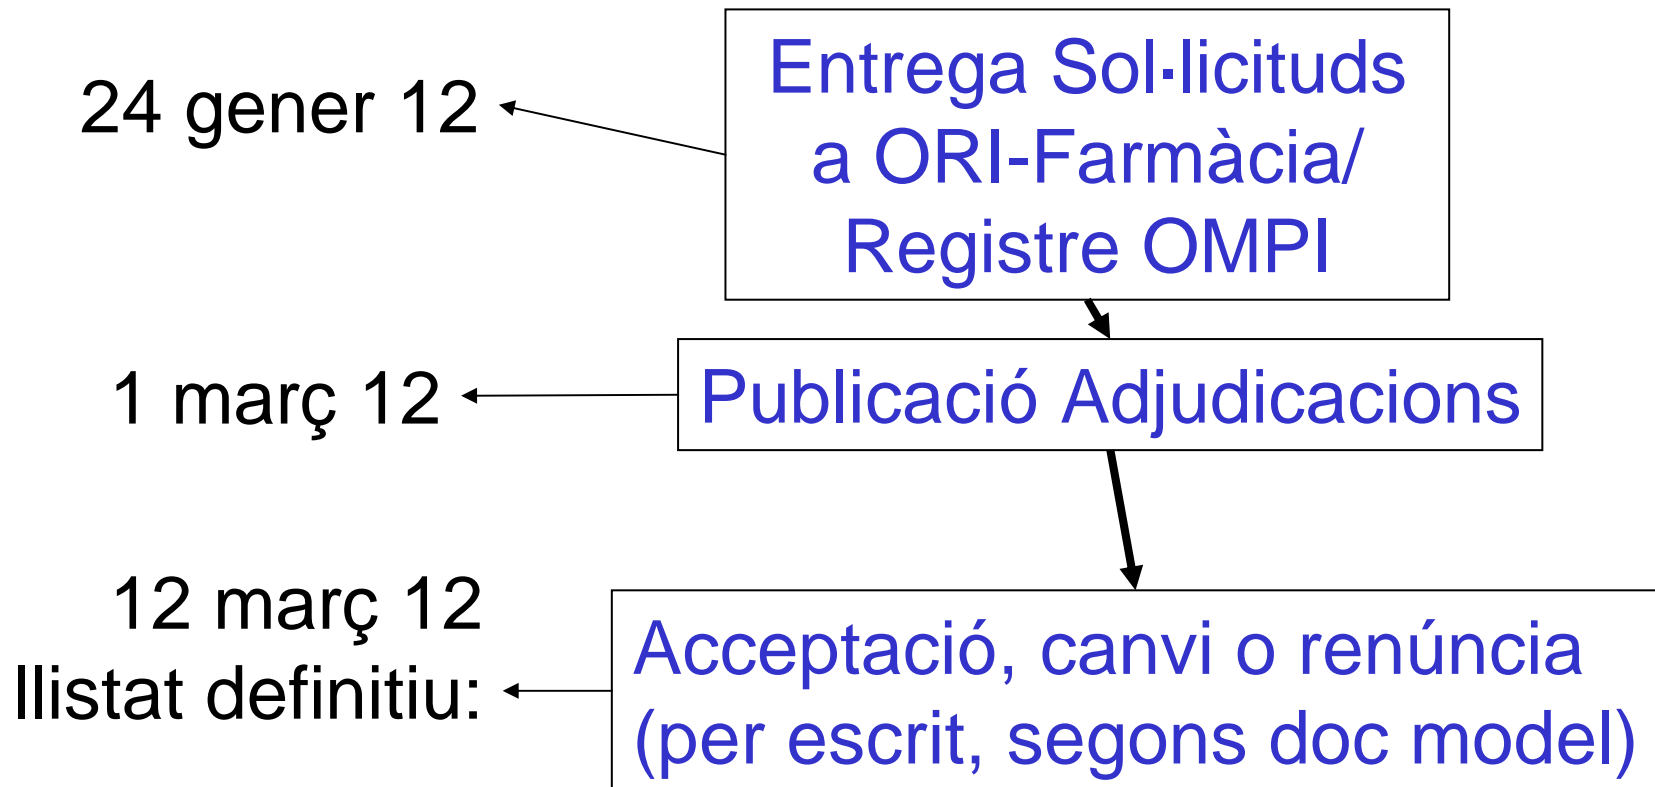 24 gener 12
Entrega Sol·licituds
a ORI-Farmàcia/
Registre OMPI
1 març 12
Publicació Adjudicacions
12 març 12
llistat definitiu:
Acceptació, canvi o renúncia
(per escrit, segons doc model)